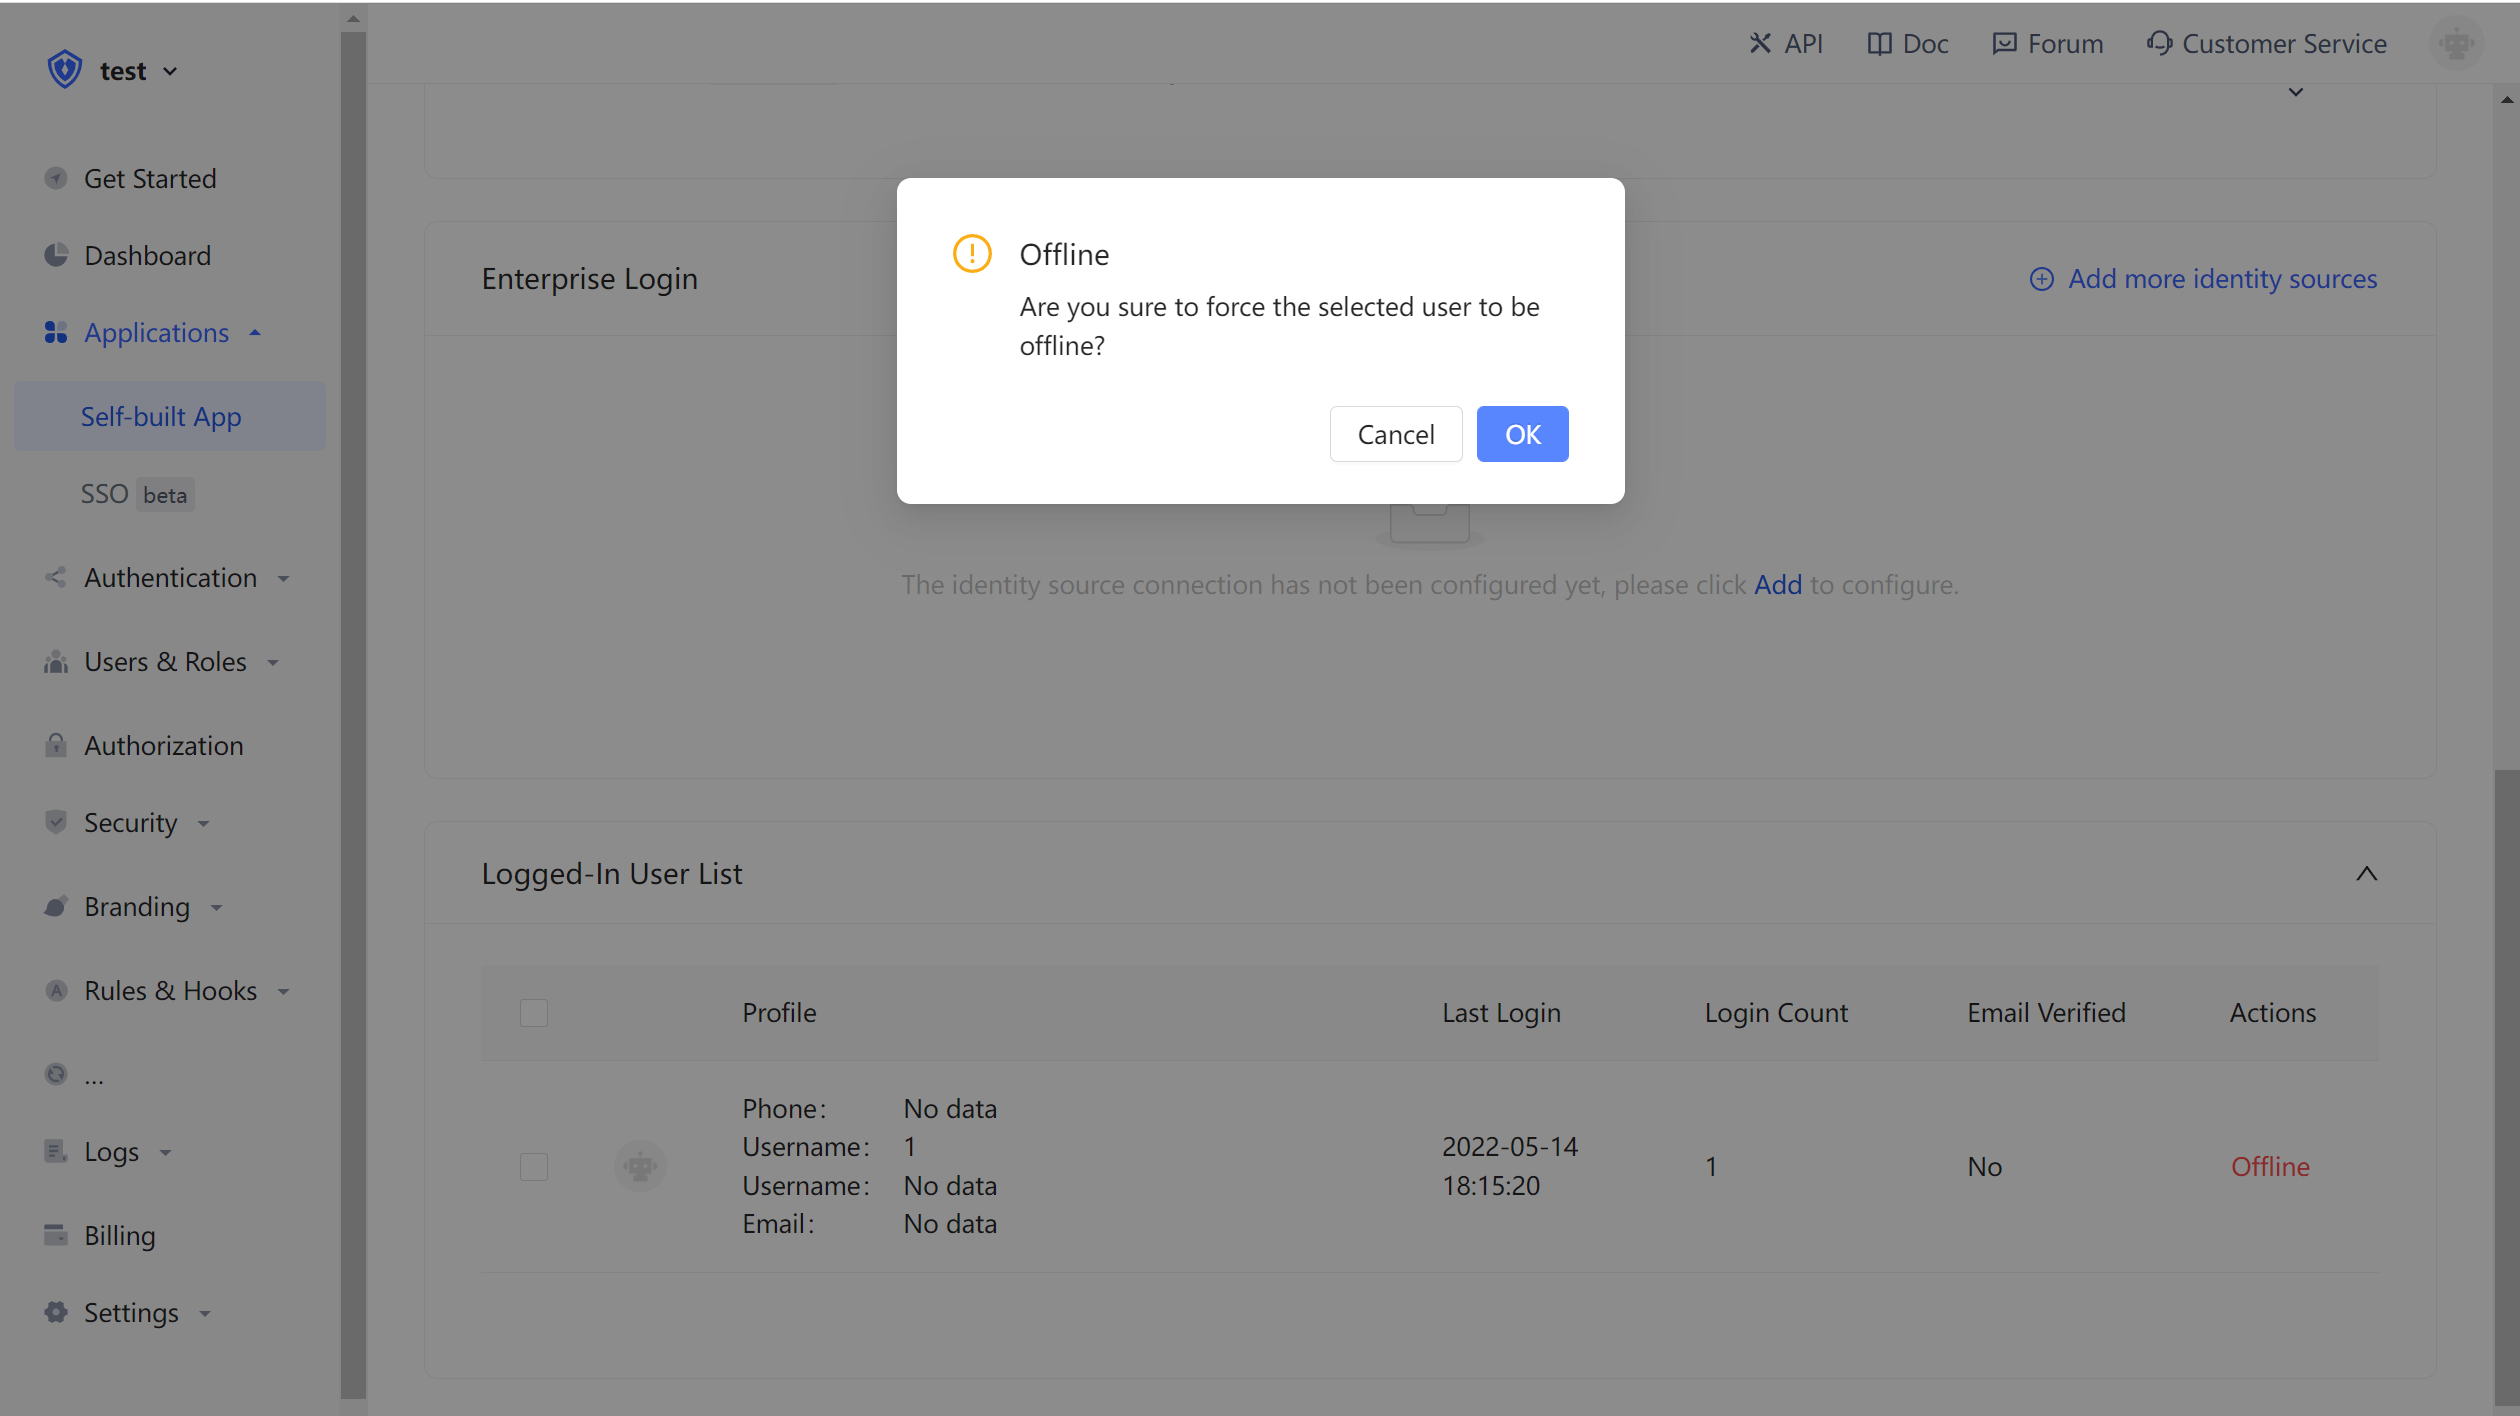 test
API
Doc
Forum
Customer Service
Get Started
Dashboard
Applications
Self-built App
SSO beta
Authentication
Users & Roles
Authorization
Security
Branding
Rules & Hooks
...
Logs
Billing
Settings
Offline
Are you sure to force the selected user to be
offline?
Cancel
OK
Enterprise Login
Add more identity sources
The identity source connection has not been configured yet, please click Add to configure.
Logged-In User List
Profile
Last Login
Login Count
Email Verified
Actions
Phone: No data
Username: 1
Username: No data
Email: No data
2022-05-14
18:15:20
1
No
Offline